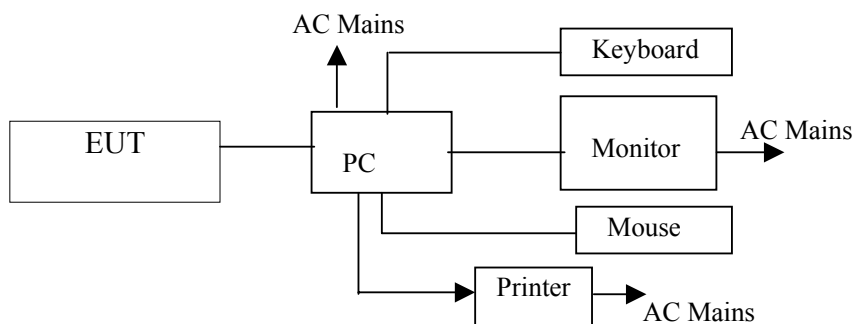 AC Mains
Keyboard
EUT
PC
Monitor
AC Mains
Mouse
Printer
AC Mains